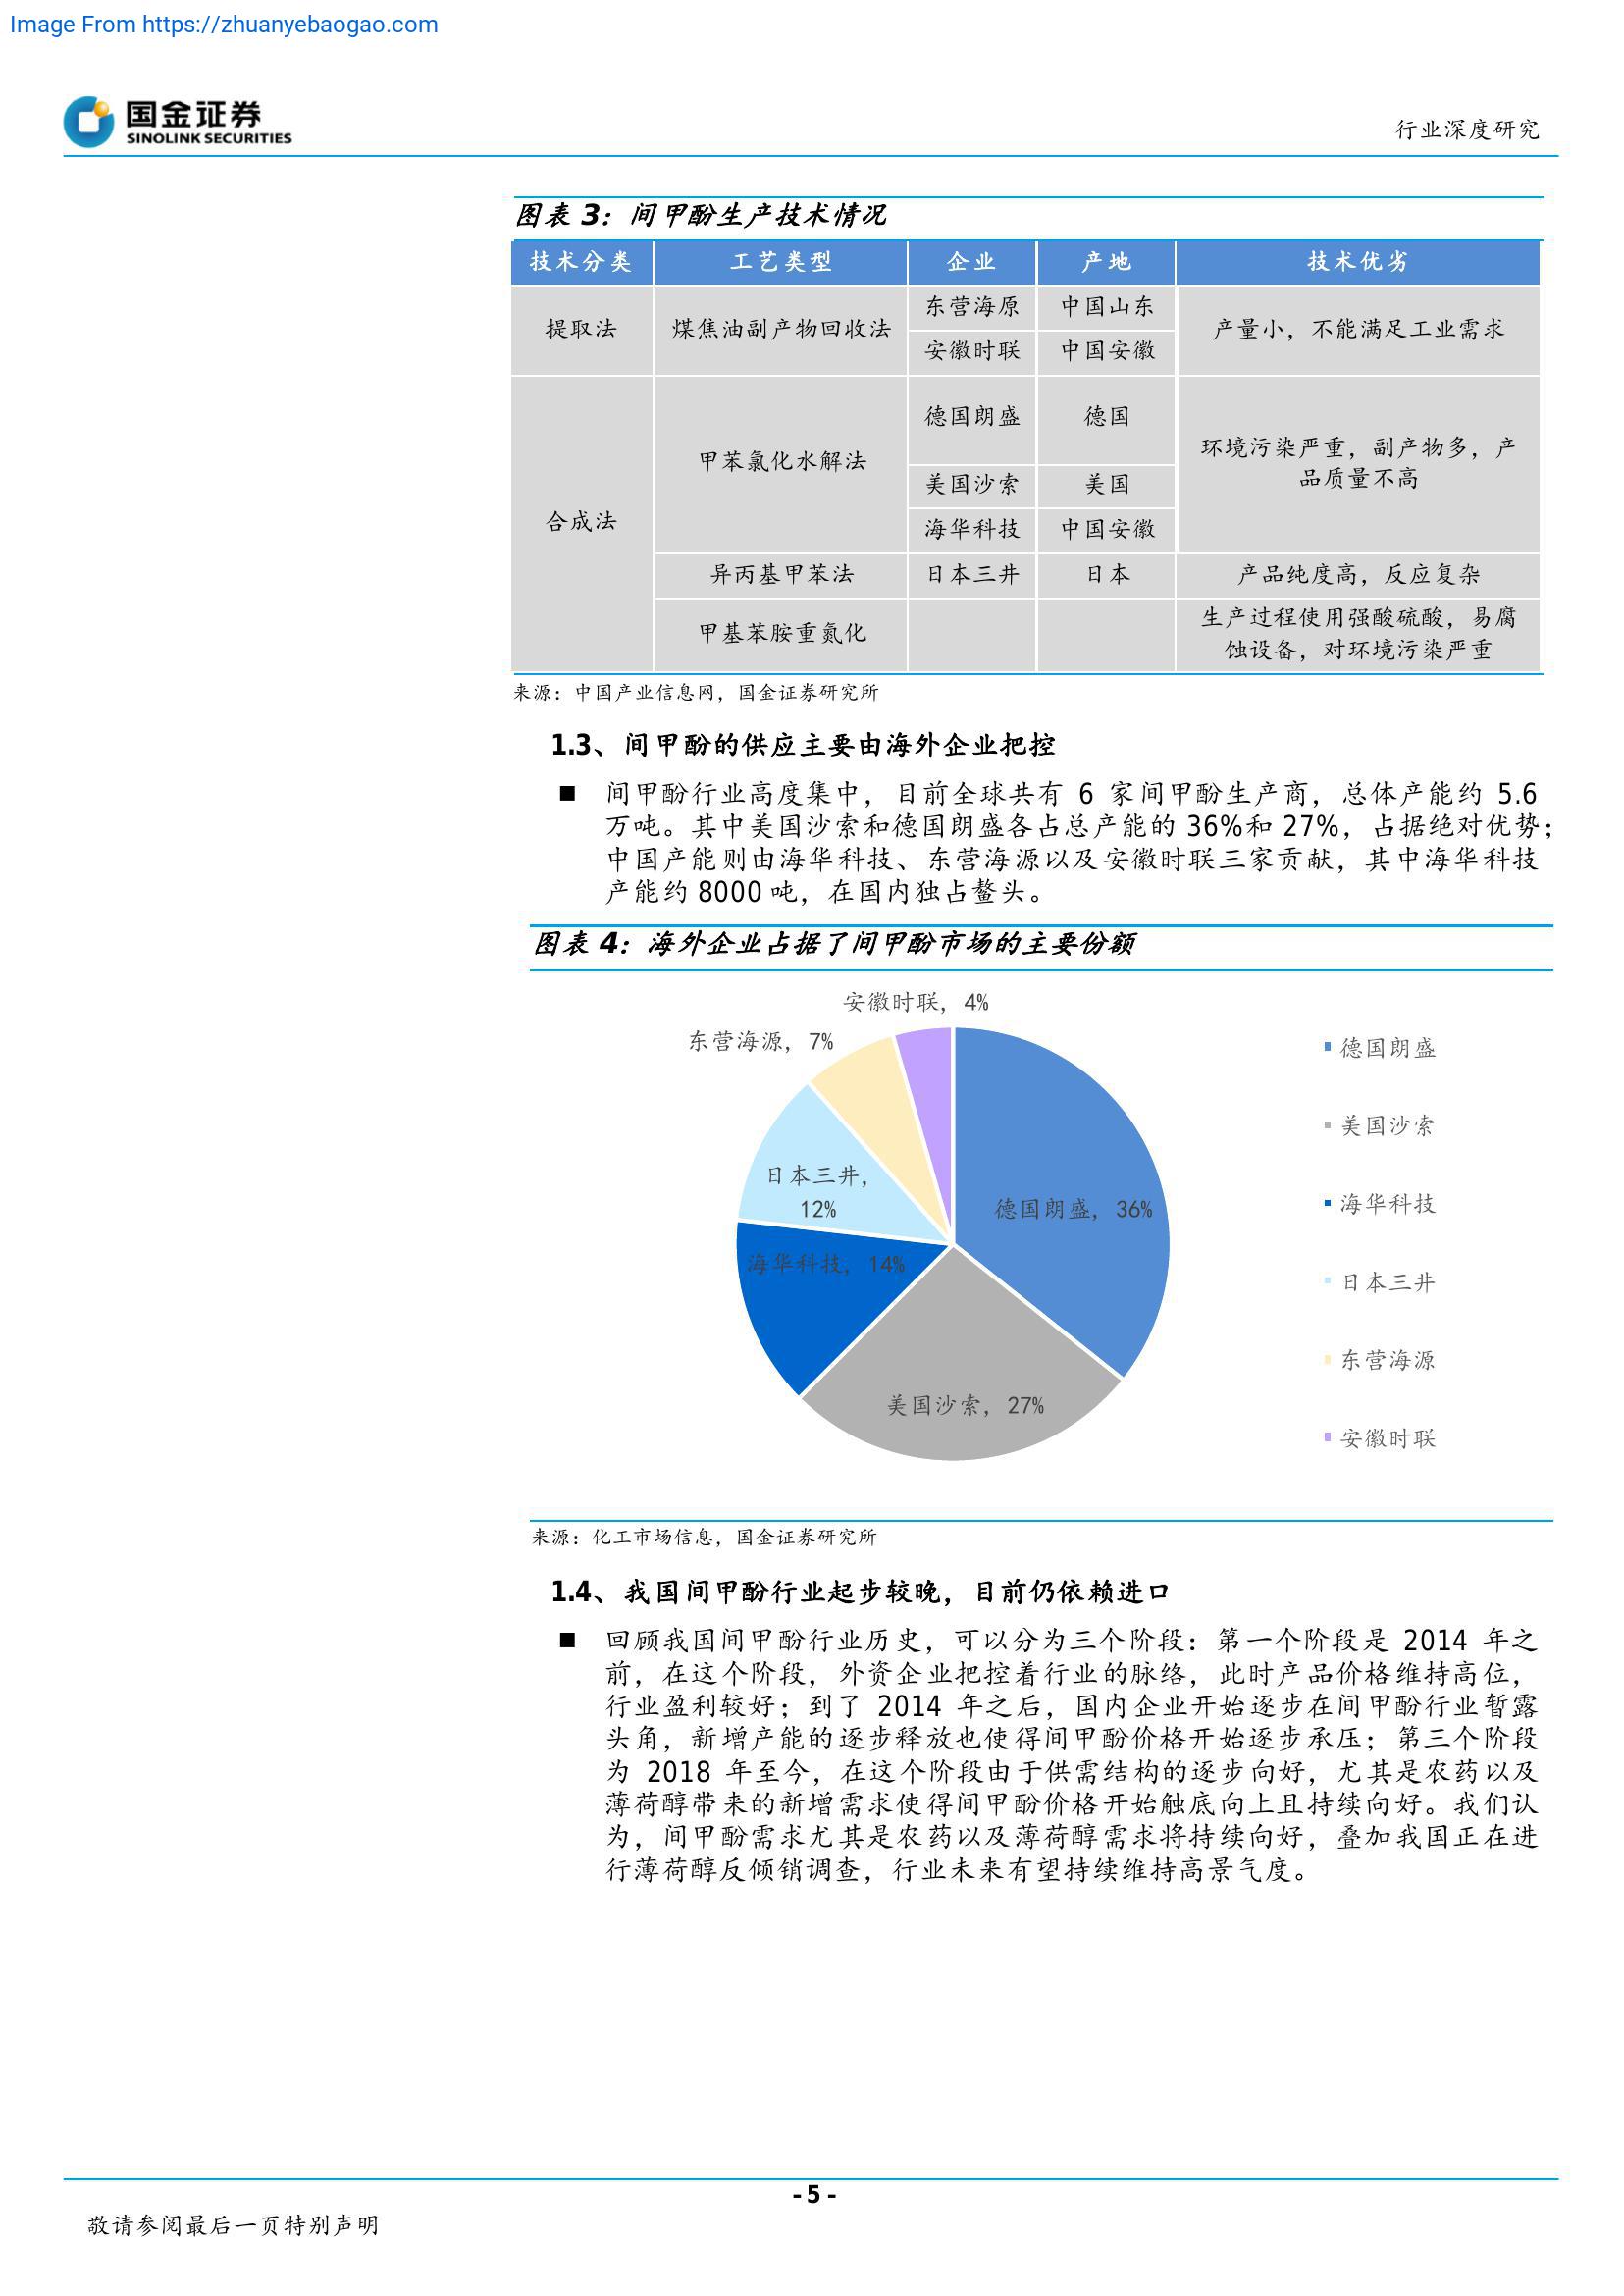 Image From https://zhuanyebaogao.com
国金证券
SINOLINK SECURITIES
行业深度研究
图表 3：间甲酚生产技术情况
技术分类 工艺类型 企业 产地 技术优劣
提取法 煤焦油副产物回收法 东营海原 中国山东 产量小，不能满足工业需求
安徽时联 中国安徽
合成法 甲苯氯化水解法 德国朗盛 德国 环境污染严重，副产物多，产
品质量不高
美国沙索 美国
海华科技 中国安徽
异丙基甲苯法 日本三井 日本 产品纯度高，反应复杂
甲基苯胺重氮化 生产过程使用强酸硫酸，易腐
蚀设备，对环境污染严重
来源：中国产业信息网，国金证券研究所
1.3、间甲酚的供应主要由海外企业把控
■ 间甲酚行业高度集中，目前全球共有 6 家间甲酚生产商，总体产能约 5.6
万吨。其中美国沙索和德国朗盛各占总产能的 36%和 27%，占据绝对优势；
中国产能则由海华科技、东营海源以及安徽时联三家贡献，其中海华科技
产能约 8000 吨，在国内独占鳌头。
图表 4：海外企业占据了间甲酚市场的主要份额
安徽时联，4%
东营海源，7%
日本三井，
12%
德国朗盛，36%
海华科技，14%
美国沙索，27%
德国朗盛
美国沙索
海华科技
日本三井
东营海源
安徽时联
来源：化工市场信息，国金证券研究所
1.4、我国间甲酚行业起步较晚，目前仍依赖进口
■ 回顾我国间甲酚行业历史，可以分为三个阶段：第一个阶段是 2014 年之
前，在这个阶段，外资企业把控着行业的脉络，此时产品价格维持高位，
行业盈利较好；到了 2014 年之后，国内企业开始逐步在间甲酚行业暂露
头角，新增产能的逐步释放也使得间甲酚价格开始逐步承压；第三个阶段
为 2018 年至今，在这个阶段由于供需结构的逐步向好，尤其是农药以及
薄荷醇带来的新增需求使得间甲酚价格开始触底向上且持续向好。我们认
为，间甲酚需求尤其是农药以及薄荷醇需求将持续向好，叠加我国正在进
行薄荷醇反倾销调查，行业未来有望持续维持高景气度。
- 5 -
敬请参阅最后一页特别声明